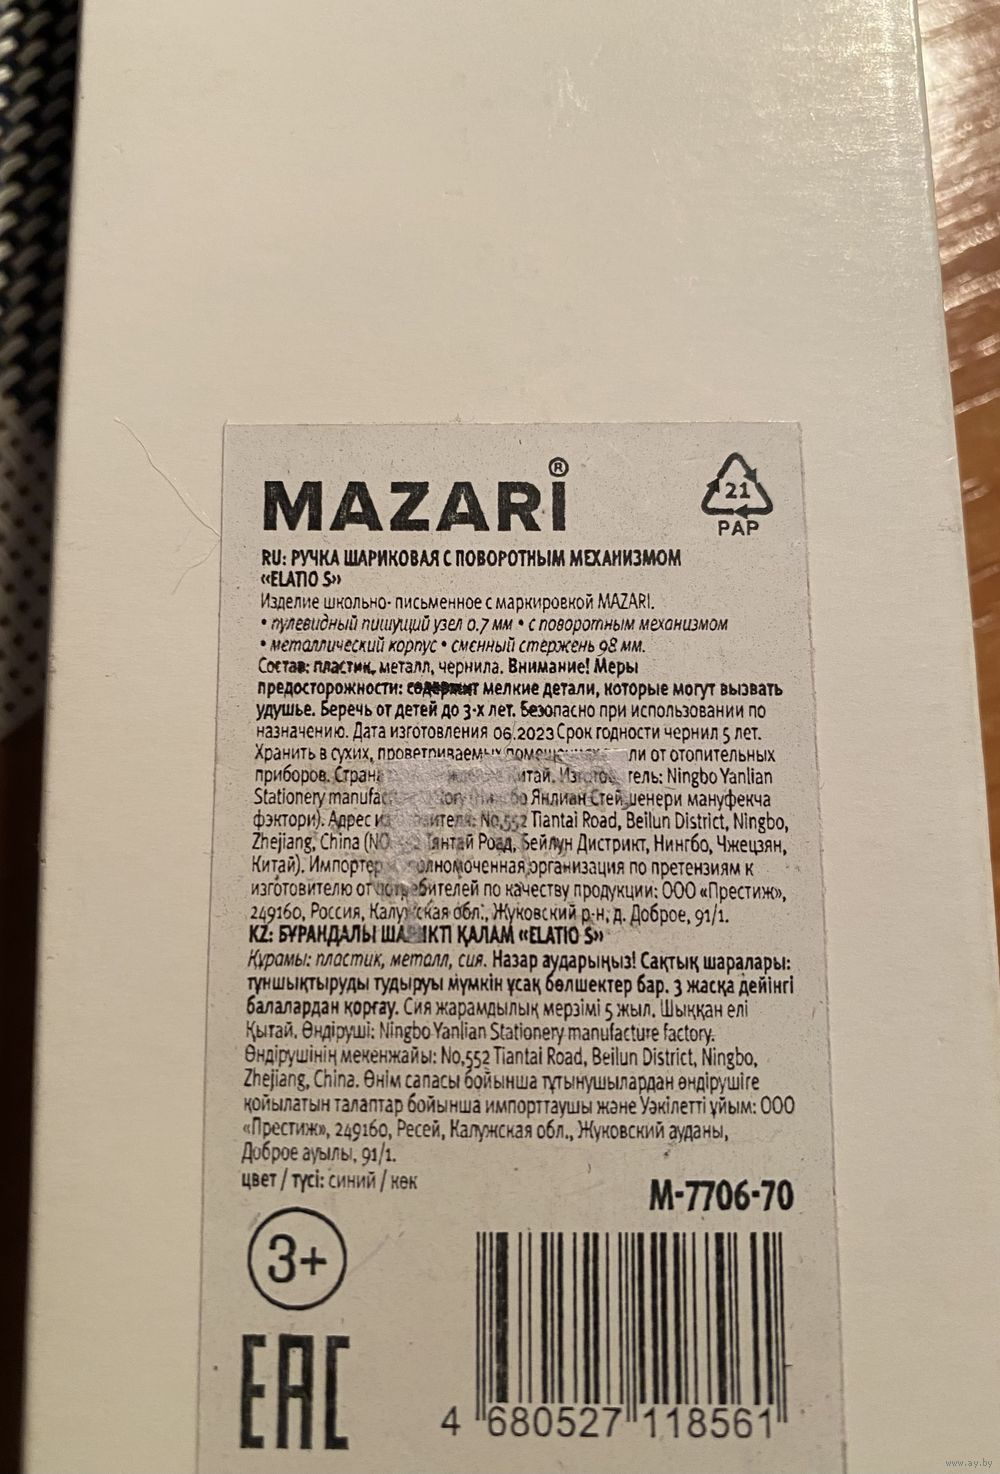 MAZARI®
21
PAP
RU: РУЧКА ШАРИКОВАЯ С ПОВОРОТНЫМ МЕХАНИЗМОМ
«ELATIO S»
Изделие школьно- письменное с маркировкой MAZARI.
• пулевидный пишущий узел 0.7 мм • с поворотным механизмом
• металлический корпус • сменный стержень 98 мм.
Состав: пластик, металл, чернила. Внимание! Меры
предосторожности: содержит мелкие детали, которые могут вызвать
удушье. Беречь от детей до 3-х лет. Безопасно при использовании по
назначению. Дата изготовления 06.2023 Срок годности чернил 5 лет.
Хранить в сухих, проветриваемых от отопительных
приборов. Страна Китай. Изготовитель: Ningbo Yanlian
Stationery Янлиан Стейшенери мануфекча
фэктори). Адрес No,552 Tiantai Road, Beilun District, Ningbo,
Zhejiang, China Тянтай Роад, Бейлун Дистрикт, Нингбо, Чжецзян,
Китай). Импортер организация по претензиям к
изготовителю от потребителей по качеству продукции: ООО «Престиж»,
249160, Россия, Калужская обл., Жуковский р-н, д. Доброе, 91/1.
KZ: БҰРАНДАЛЫ ШАРИКТІ ҚАЛАМ «ELATIO S»
Құрамы: пластик, металл, сия. Назар аударыңыз! Сақтық шаралары:
тұншықтыруды тудыруы мүмкін ұсақ бөлшектер бар. 3 жасқа дейінгі
балалардан қорғау. Сия жарамдылық мерзімі 5 жыл. Шыққан елі
Қытай. Өндіруші: Ningbo Yanlian Stationery manufacture factory.
Өндірушінің мекенжайы: No,552 Tiantai Road, Beilun District, Ningbo,
Zhejiang, China. Өнім сапасы бойынша тұтынушылардан өндірушіге
қойылатын талаптар бойынша импорттаушы және Уәкілетті ұйым: ООО
«Престиж», 249160, Ресей, Калужская обл., Жуковский ауданы,
Доброе ауылы, 91/1.
цвет / түсі: синий / көк
M-7706-70
3+
EAC
4 680527 118561
www.ay.by